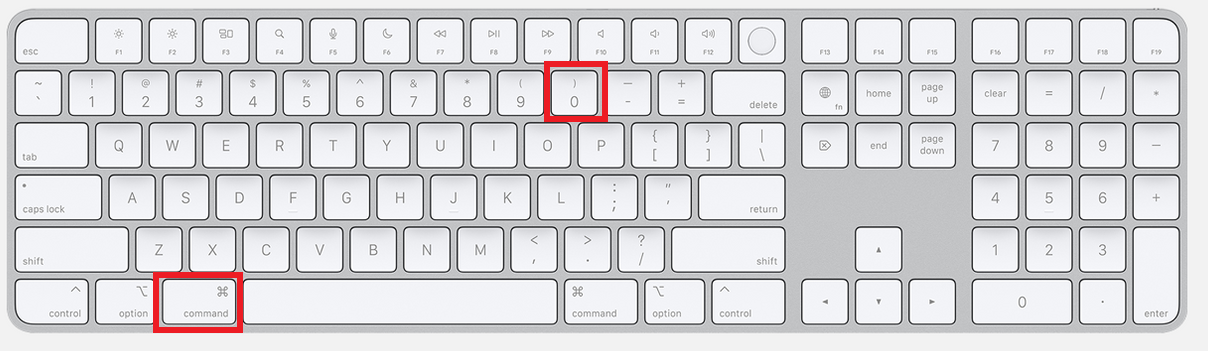 esc F1 F2 F3 F4 F5 F6 F7 F8 F9 F10 F11 F12 F13 F14 F15 F16 F17 F18 F19
~ ! @ # $ % ^ & * ( ) — +
` 1 2 3 4 5 6 7 8 9 0 - = delete fn home page up clear = / *
Q W E R T Y U I O P { } |
tab [ ] \ end page down 7 8 9 —
caps lock A S D F G H J K L : ; " ' return 4 5 6 +
shift Z X C V B N M < , > . ? / shift 1 2 3
^ ⌥ ⌘ ⌘ ⌥ ^
control option command command option control 0 . enter